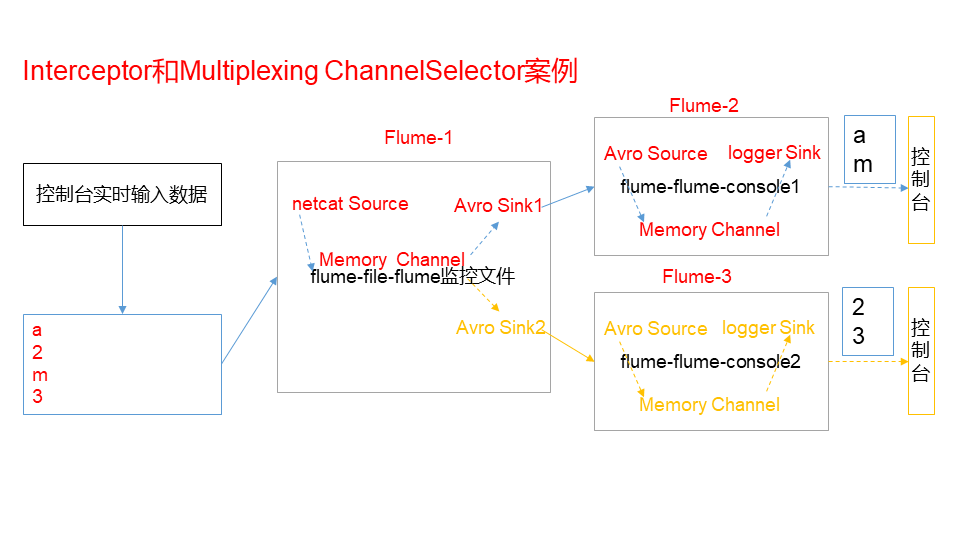 Interceptor和Multiplexing ChannelSelector案例
控制台实时输入数据
a
2
m
3
Flume-1
netcat Source
Avro Sink1
Memory Channel
flume-file-flume监控文件
Avro Sink2
Flume-2
Avro Source
logger Sink
flume-flume-console1
Memory Channel
a
m
控
制
台
Flume-3
Avro Source
logger Sink
flume-flume-console2
Memory Channel
2
3
控
制
台